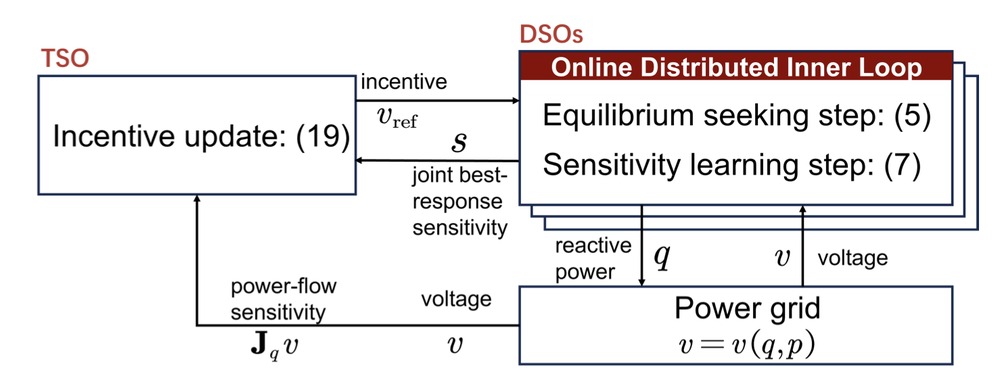 TSO
Incentive update: (19)
incentive
v_ref
s
joint best-
response
sensitivity
DSOs
Online Distributed Inner Loop
Equilibrium seeking step: (5)
Sensitivity learning step: (7)
reactive
power
q
v
voltage
Power grid
v = v(q,p)
power-flow
sensitivity
J_q v
voltage
v